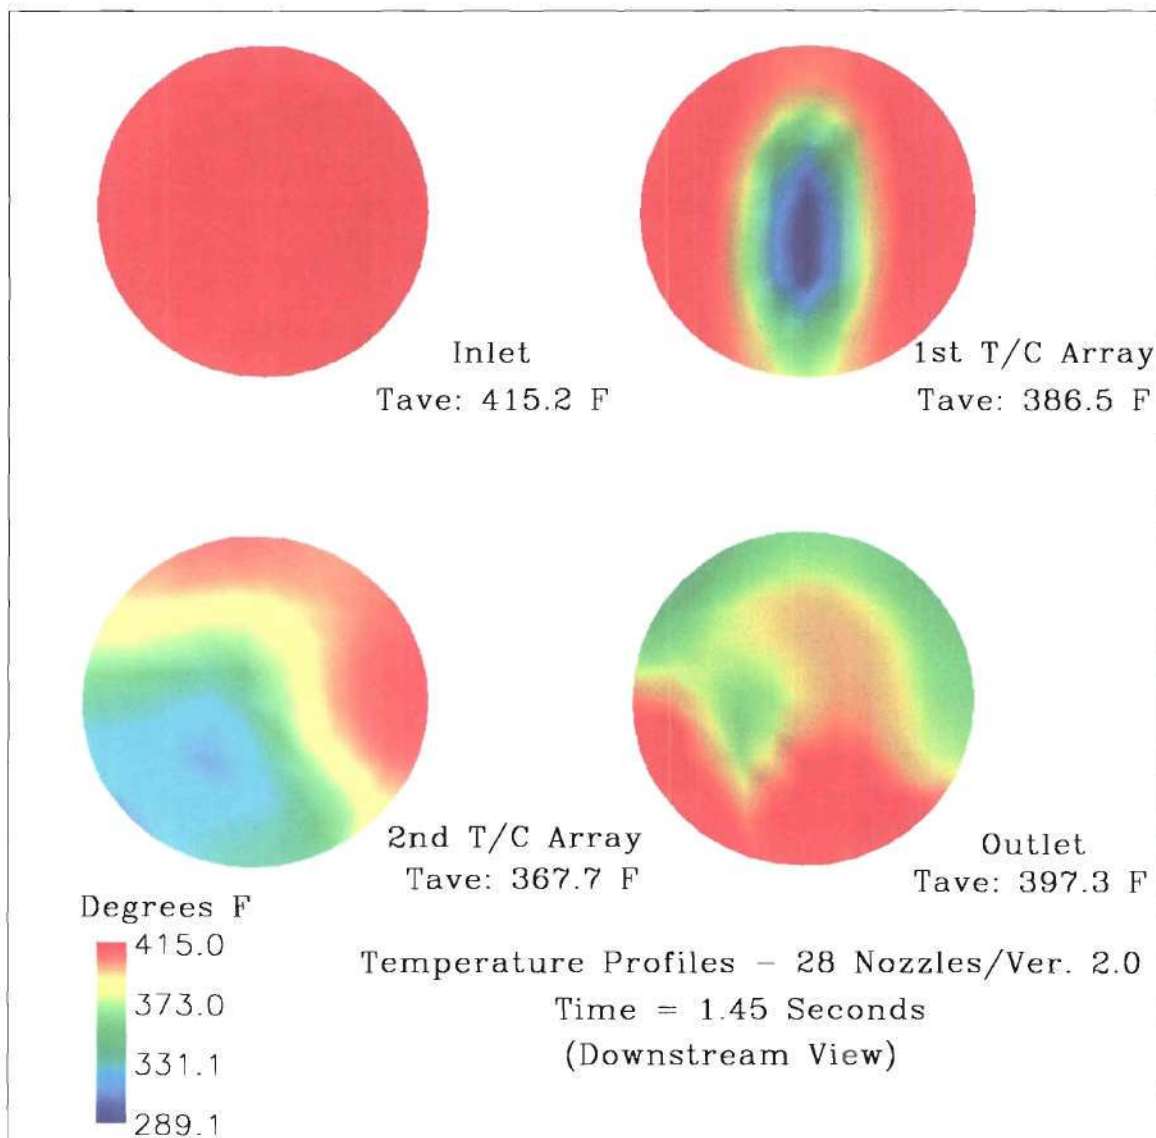 Inlet
Tave: 415.2 F
1st T/C Array
Tave: 386.5 F
2nd T/C Array
Tave: 367.7 F
Outlet
Tave: 397.3 F
Degrees F
415.0
373.0
331.1
289.1
Temperature Profiles – 28 Nozzles/Ver. 2.0
Time = 1.45 Seconds
(Downstream View)